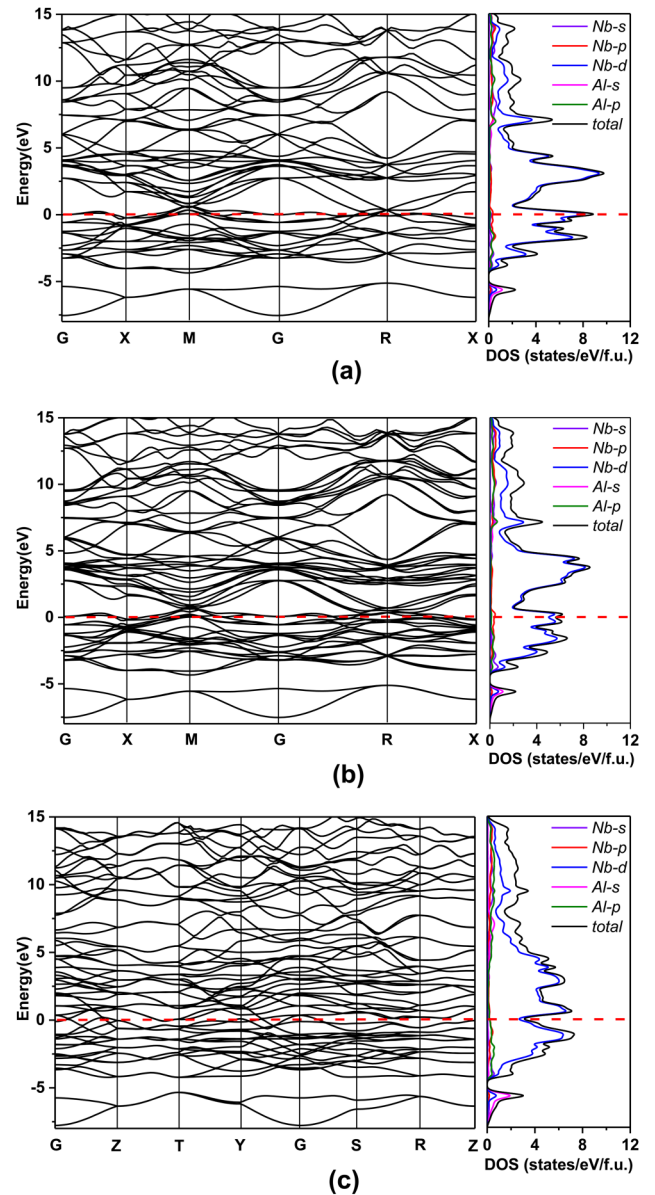 15
10
5
0
-5
Energy(eV)
G X M G R X
Nb-s
Nb-p
Nb-d
Al-s
Al-p
total
0 4 8 12
DOS (states/eV/f.u.)
(a)
15
10
5
0
-5
Energy(eV)
G X M G R X
Nb-s
Nb-p
Nb-d
Al-s
Al-p
total
0 4 8 12
DOS (states/eV/f.u.)
(b)
15
10
5
0
-5
Energy(eV)
G Z T Y G S R Z
Nb-s
Nb-p
Nb-d
Al-s
Al-p
total
0 4 8 12
DOS (states/eV/f.u.)
(c)